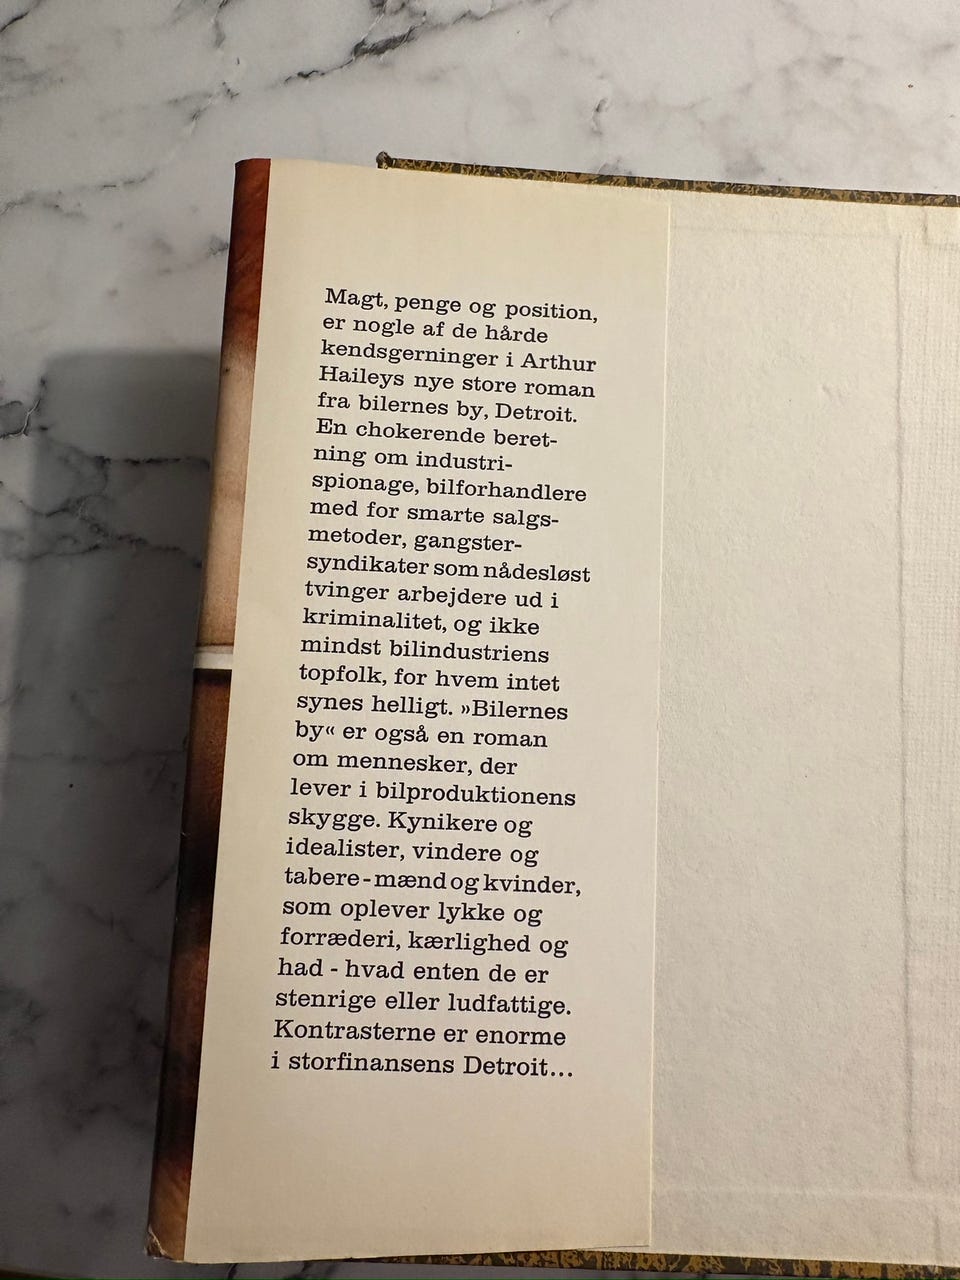 Magt, penge og position,
er nogle af de hårde
kendsgerninger i Arthur
Haileys nye store roman
fra bilernes by, Detroit.
En chokerende beret-
ning om industri-
spionage, bilforhandlere
med for smarte salgs-
metoder, gangster-
syndikater som nådesløst
tvinger arbejdere ud i
kriminalitet, og ikke
mindst bilindustriens
topfolk, for hvem intet
synes helligt. »Bilernes
by« er også en roman
om mennesker, der
lever i bilproduktionens
skygge. Kynikere og
idealister, vindere og
tabere - mænd og kvinder,
som oplever lykke og
forræderi, kærlighed og
had - hvad enten de er
stenrige eller ludfattige.
Kontrasterne er enorme
i storfinansens Detroit...